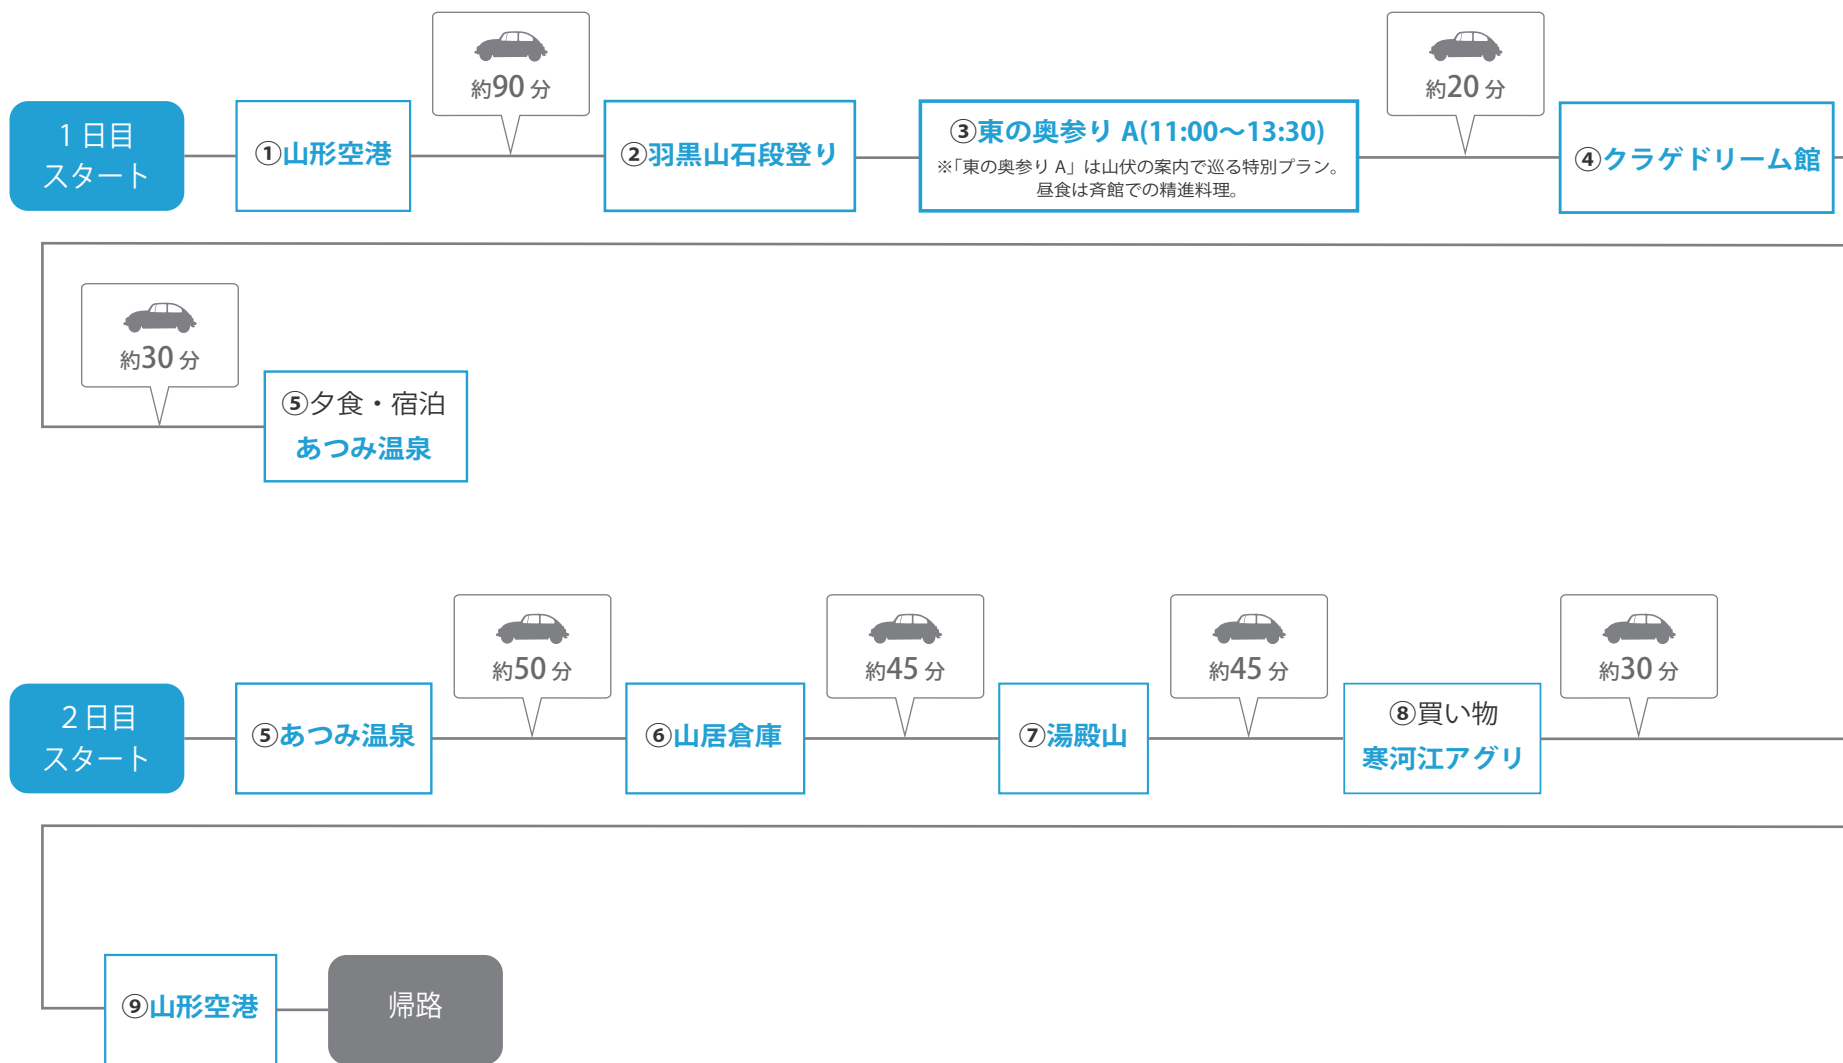 1日目
スタート
①山形空港
約90分
②羽黒山石段登り
③東の奥参り A(11:00〜13:30)
※「東の奥参り A」は山伏の案内で巡る特別プラン。
昼食は斉館での精進料理。
約20分
④クラゲドリーム館
約30分
⑤夕食・宿泊
あつみ温泉
2日目
スタート
⑤あつみ温泉
約50分
⑥山居倉庫
約45分
⑦湯殿山
約45分
⑧買い物
寒河江アグリ
約30分
⑨山形空港
帰路